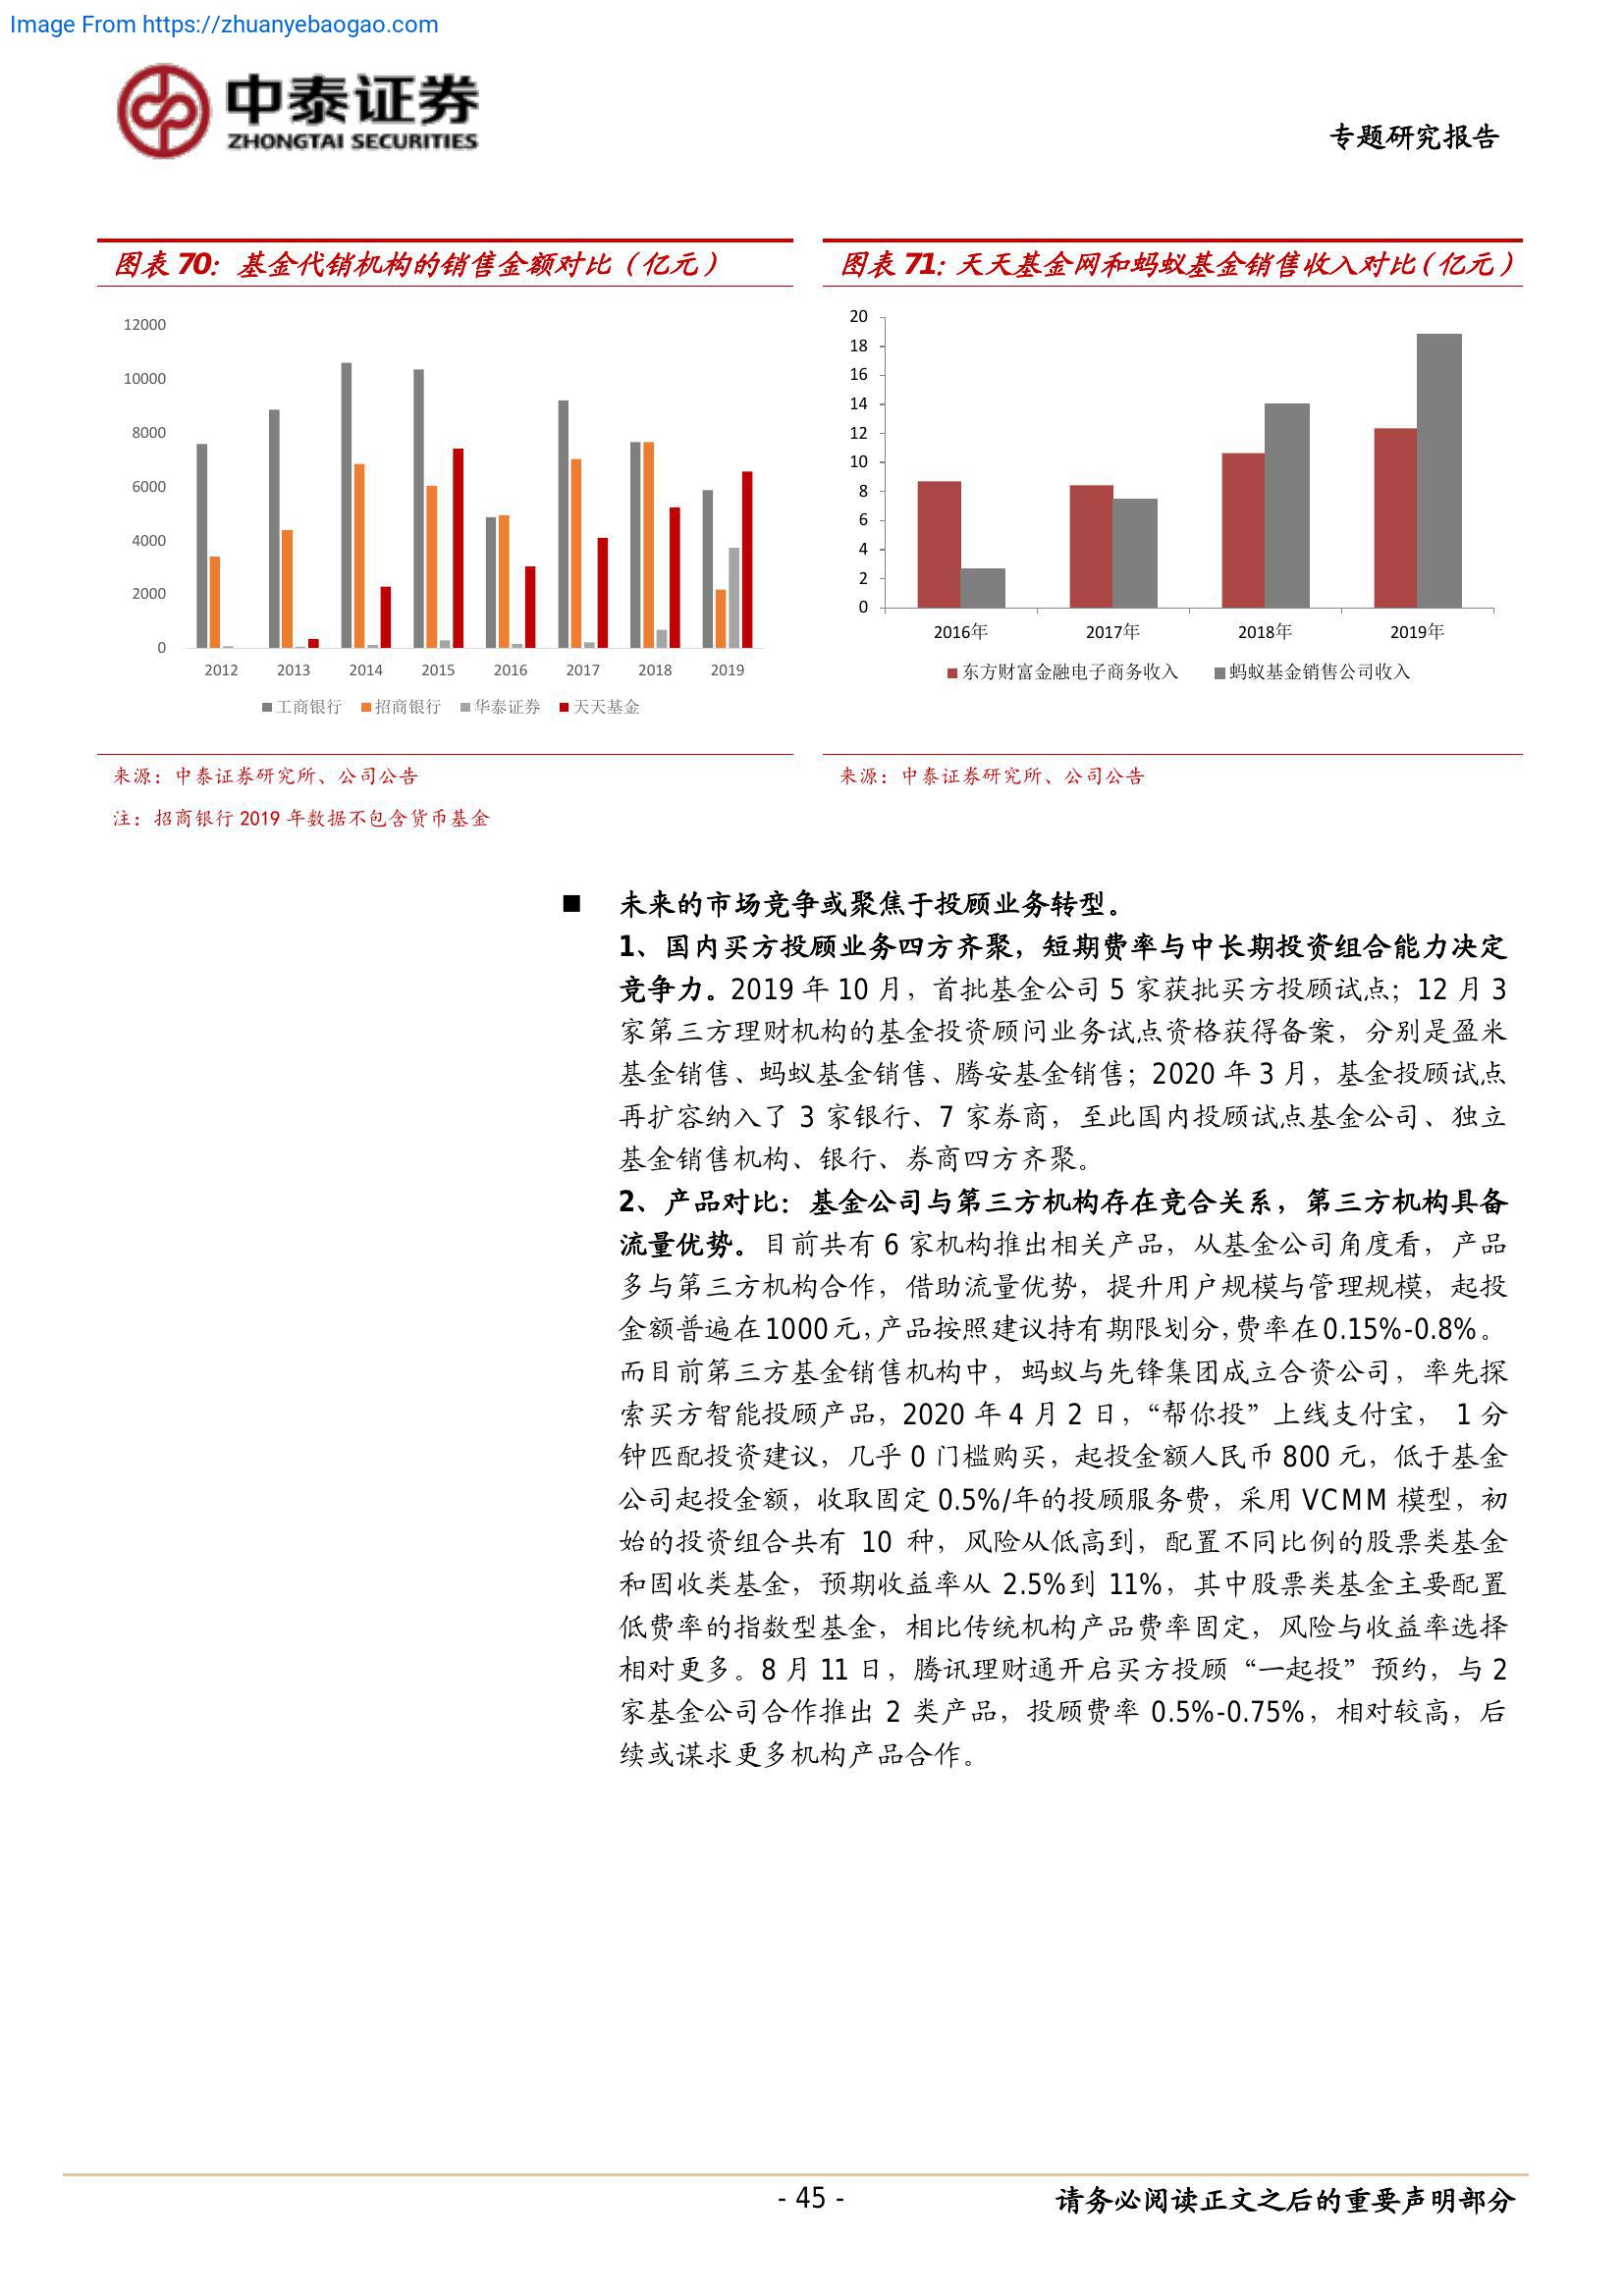 Image From https://zhuanyebaogao.com
中泰证券
ZHONGTAI SECURITIES
专题研究报告
图表 70：基金代销机构的销售金额对比（亿元）
12000
10000
8000
6000
4000
2000
0
2012 2013 2014 2015 2016 2017 2018 2019
工商银行 招商银行 华泰证券 天天基金
来源：中泰证券研究所、公司公告
注：招商银行 2019 年数据不包含货币基金
图表 71：天天基金网和蚂蚁基金销售收入对比（亿元）
20
18
16
14
12
10
8
6
4
2
0
2016年 2017年 2018年 2019年
东方财富金融电子商务收入 蚂蚁基金销售公司收入
来源：中泰证券研究所、公司公告
■ 未来的市场竞争或聚焦于投顾业务转型。
1、国内买方投顾业务四方齐聚，短期费率与中长期投资组合能力决定
竞争力。2019 年 10 月，首批基金公司 5 家获批买方投顾试点；12 月 3
家第三方理财机构的基金投资顾问业务试点资格获得备案，分别是盈米
基金销售、蚂蚁基金销售、腾安基金销售；2020 年 3 月，基金投顾试点
再扩容纳入了 3 家银行、7 家券商，至此国内投顾试点基金公司、独立
基金销售机构、银行、券商四方齐聚。
2、产品对比：基金公司与第三方机构存在竞合关系，第三方机构具备
流量优势。目前共有 6 家机构推出相关产品，从基金公司角度看，产品
多与第三方机构合作，借助流量优势，提升用户规模与管理规模，起投
金额普遍在 1000 元，产品按照建议持有期限划分，费率在 0.15%-0.8%。
而目前第三方基金销售机构中，蚂蚁与先锋集团成立合资公司，率先探
索买方智能投顾产品，2020 年 4 月 2 日，“帮你投”上线支付宝， 1 分
钟匹配投资建议，几乎 0 门槛购买，起投金额人民币 800 元，低于基金
公司起投金额，收取固定 0.5%/年的投顾服务费，采用 VCMM 模型，初
始的投资组合共有 10 种，风险从低高到，配置不同比例的股票类基金
和固收类基金，预期收益率从 2.5%到 11%，其中股票类基金主要配置
低费率的指数型基金，相比传统机构产品费率固定，风险与收益率选择
相对更多。8 月 11 日，腾讯理财通开启买方投顾“一起投”预约，与 2
家基金公司合作推出 2 类产品，投顾费率 0.5%-0.75%，相对较高，后
续或谋求更多机构产品合作。
- 45 -
请务必阅读正文之后的重要声明部分